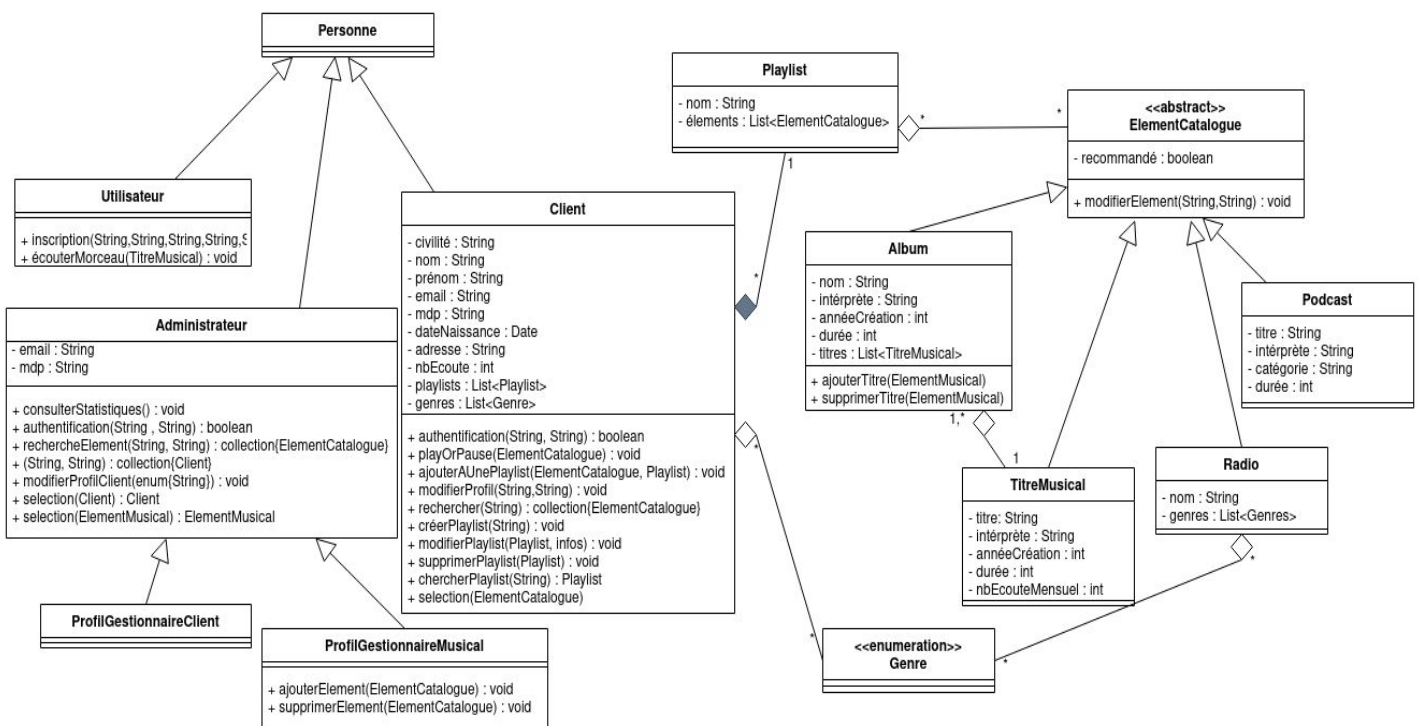 Personne
Utilisateur
+ inscription(String,String,String,String,S
+ écouterMorceau(TitreMusical) : void
Administrateur
- email : String
- mdp : String
+ consulterStatistiques() : void
+ authentification(String , String) : boolean
+ rechercheElement(String, String) : collection{ElementCatalogue}
+ (String, String) : collection{Client}
+ modifierProfilClient(enum{String}) : void
+ selection(Client) : Client
+ selection(ElementMusical) : ElementMusical
ProfilGestionnaireClient
ProfilGestionnaireMusical
+ ajouterElement(ElementCatalogue) : void
+ supprimerElement(ElementCatalogue) : void
Client
- civilité : String
- nom : String
- prénom : String
- email : String
- mdp : String
- dateNaissance : Date
- adresse : String
- nbEcoute : int
- playlists : List<Playlist>
- genres : List<Genre>
+ authentification(String, String) : boolean
+ playOrPause(ElementCatalogue) : void
+ ajouterAUnePlaylist(ElementCatalogue, Playlist) : void
+ modifierProfil(String,String) : void
+ rechercher(String) : collection{ElementCatalogue}
+ créerPlaylist(String) : void
+ modifierPlaylist(Playlist, infos) : void
+ supprimerPlaylist(Playlist) : void
+ chercherPlaylist(String) : Playlist
+ selection(ElementCatalogue)
*
1
*
*
Playlist
- nom : String
- élements : List<ElementCatalogue>
*
*
<<abstract>>
ElementCatalogue
- recommandé : boolean
+ modifierElement(String,String) : void
Album
- nom : String
- intérprète : String
- annéeCréation : int
- durée : int
- titres : List<TitreMusical>
+ ajouterTitre(ElementMusical)
+ supprimerTitre(ElementMusical)
1,*
1
TitreMusical
- titre: String
- intérprète : String
- annéeCréation : int
- durée : int
- nbEcouteMensuel : int
Podcast
- titre : String
- intérprète : String
- catégorie : String
- durée : int
Radio
- nom : String
- genres : List<Genres>
*
*
<<enumeration>>
Genre